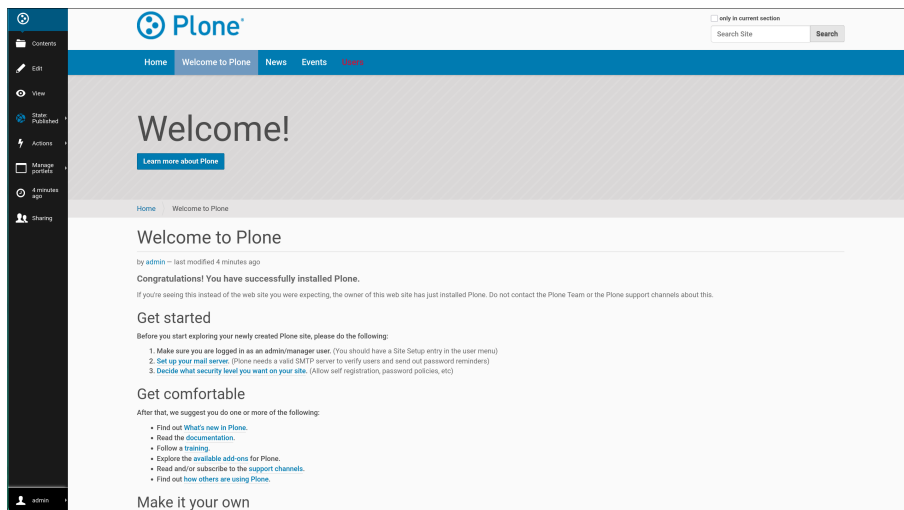 Plone®
only in current section
Search Site
Search
Contents
Edit
View
State: Published
Actions
Manage portlets
4 minutes ago
Sharing
admin
Home Welcome to Plone News Events Users
Welcome!
Learn more about Plone
Home Welcome to Plone
Welcome to Plone
by admin — last modified 4 minutes ago
Congratulations! You have successfully installed Plone.
If you're seeing this instead of the web site you were expecting, the owner of this web site has just installed Plone. Do not contact the Plone Team or the Plone support channels about this.
Get started
Before you start exploring your newly created Plone site, please do the following:
1. Make sure you are logged in as an admin/manager user. (You should have a Site Setup entry in the user menu)
2. Set up your mail server. (Plone needs a valid SMTP server to verify users and send out password reminders)
3. Decide what security level you want on your site. (Allow self registration, password policies, etc)
Get comfortable
After that, we suggest you do one or more of the following:
• Find out What's new in Plone.
• Read the documentation.
• Follow a training.
• Explore the available add-ons for Plone.
• Read and/or subscribe to the support channels.
• Find out how others are using Plone.
Make it your own